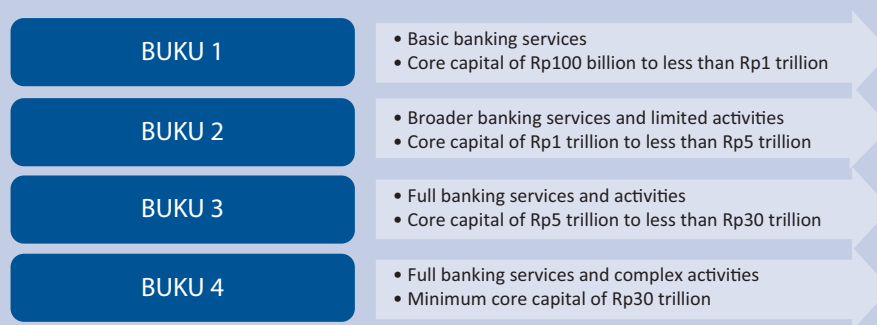 BUKU 1
• Basic banking services
• Core capital of Rp100 billion to less than Rp1 trillion
BUKU 2
• Broader banking services and limited activities
• Core capital of Rp1 trillion to less than Rp5 trillion
BUKU 3
• Full banking services and activities
• Core capital of Rp5 trillion to less than Rp30 trillion
BUKU 4
• Full banking services and complex activities
• Minimum core capital of Rp30 trillion